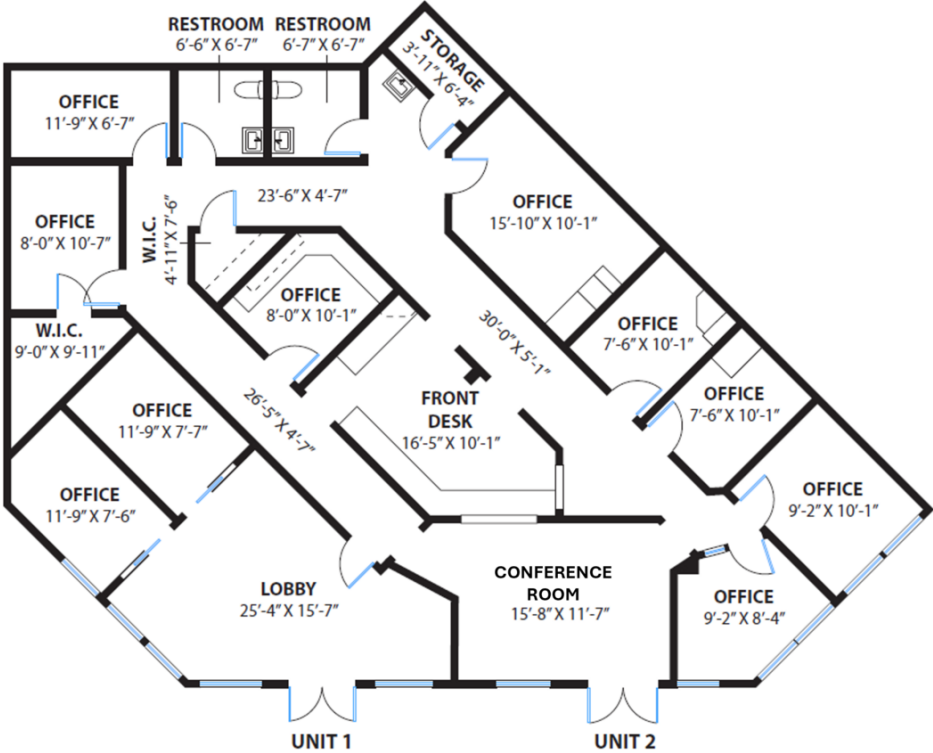 RESTROOM
6'-6" X 6'-7"
RESTROOM
6'-7" X 6'-7"
STORAGE
3'-11" X 6'-4"
OFFICE
11'-9" X 6'-7"
OFFICE
8'-0" X 10'-7"
W.I.C.
4'-11" X 7'-6"
23'-6" X 4'-7"
OFFICE
15'-10" X 10'-1"
OFFICE
8'-0" X 10'-1"
W.I.C.
9'-0" X 9'-11"
30'-0" X 5'-1"
OFFICE
7'-6" X 10'-1"
OFFICE
11'-9" X 7'-7"
26'-5" X 4'-7"
FRONT
DESK
16'-5" X 10'-1"
OFFICE
7'-6" X 10'-1"
OFFICE
11'-9" X 7'-6"
OFFICE
9'-2" X 10'-1"
LOBBY
25'-4" X 15'-7"
CONFERENCE
ROOM
15'-8" X 11'-7"
OFFICE
9'-2" X 8'-4"
UNIT 1
UNIT 2